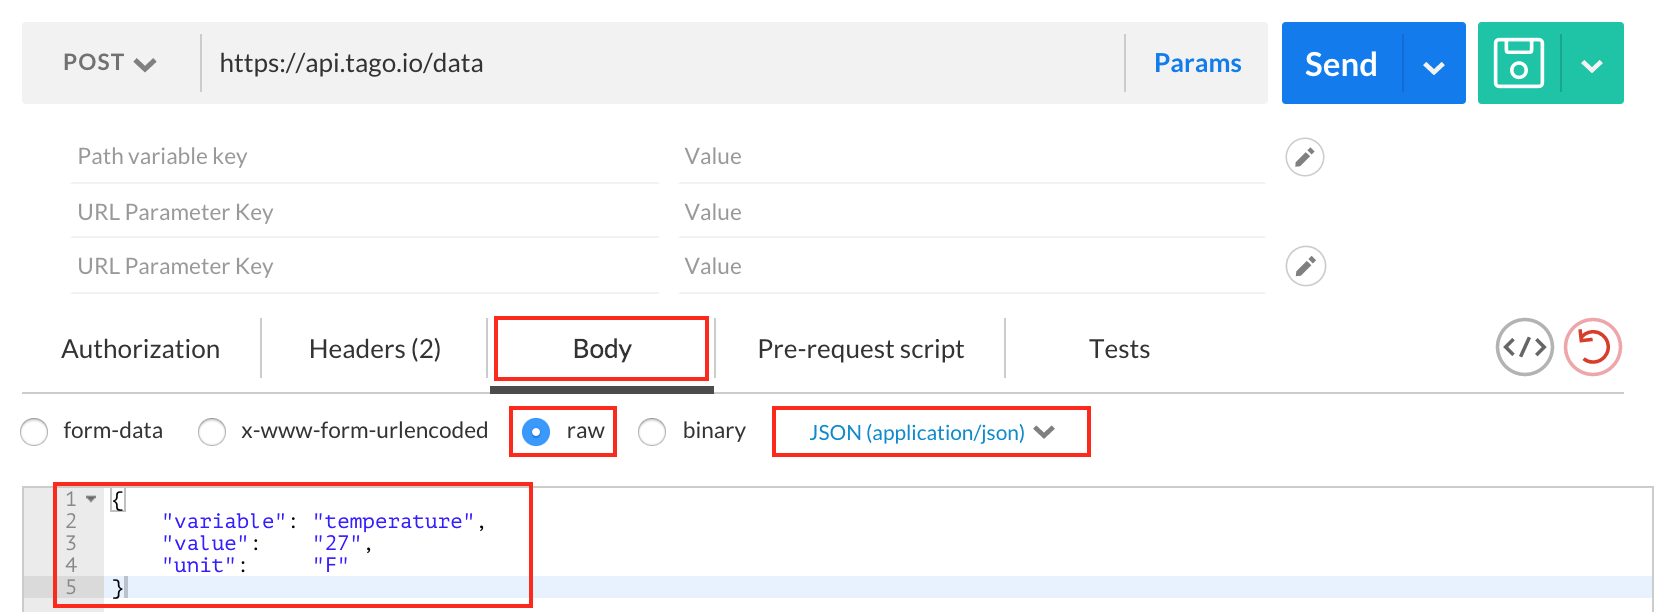 POST https://api.tago.io/data Params Send
Path variable key Value
URL Parameter Key Value
URL Parameter Key Value
Authorization Headers (2) Body Pre-request script Tests </>
form-data x-www-form-urlencoded raw binary JSON (application/json)
1 {
2 "variable": "temperature",
3 "value": "27",
4 "unit": "F"
5 }